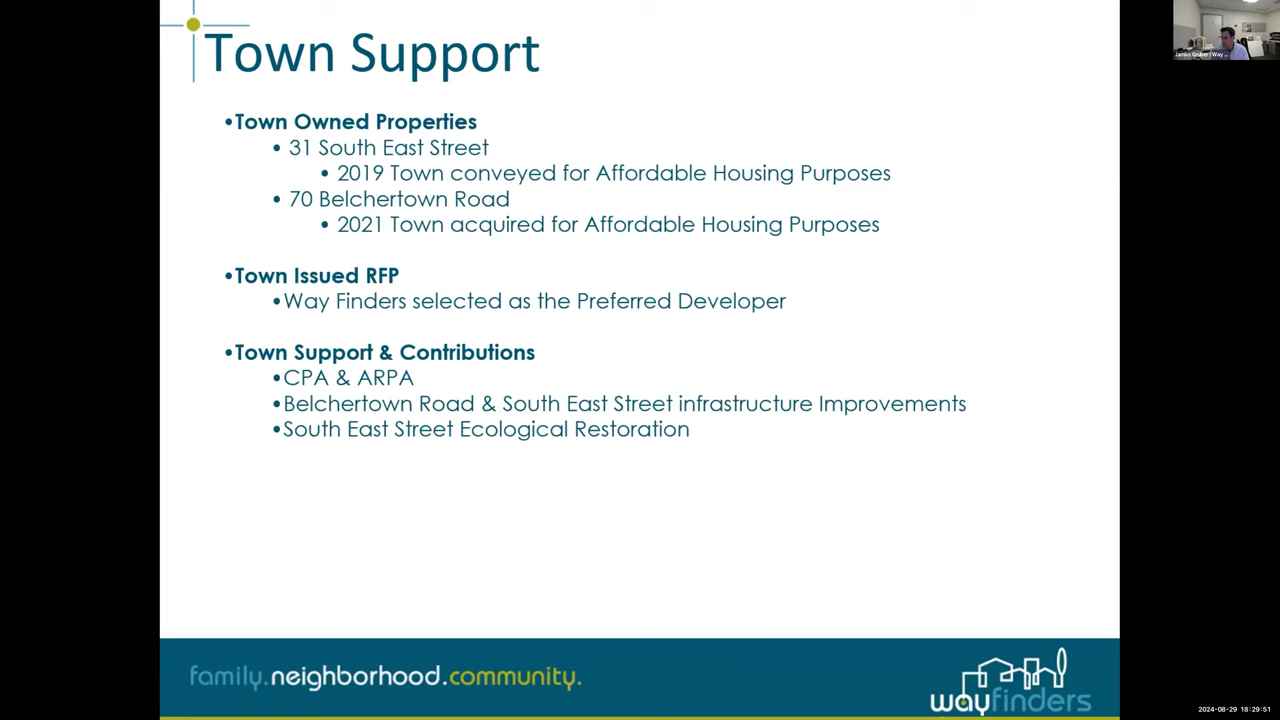 Town Support
•Town Owned Properties
• 31 South East Street
• 2019 Town conveyed for Affordable Housing Purposes
• 70 Belchertown Road
• 2021 Town acquired for Affordable Housing Purposes
•Town Issued RFP
•Way Finders selected as the Preferred Developer
•Town Support & Contributions
•CPA & ARPA
•Belchertown Road & South East Street infrastructure Improvements
•South East Street Ecological Restoration
family.neighborhood.community.
wayfinders
James Gruber | Way ...
2024-08-29 18:29:51